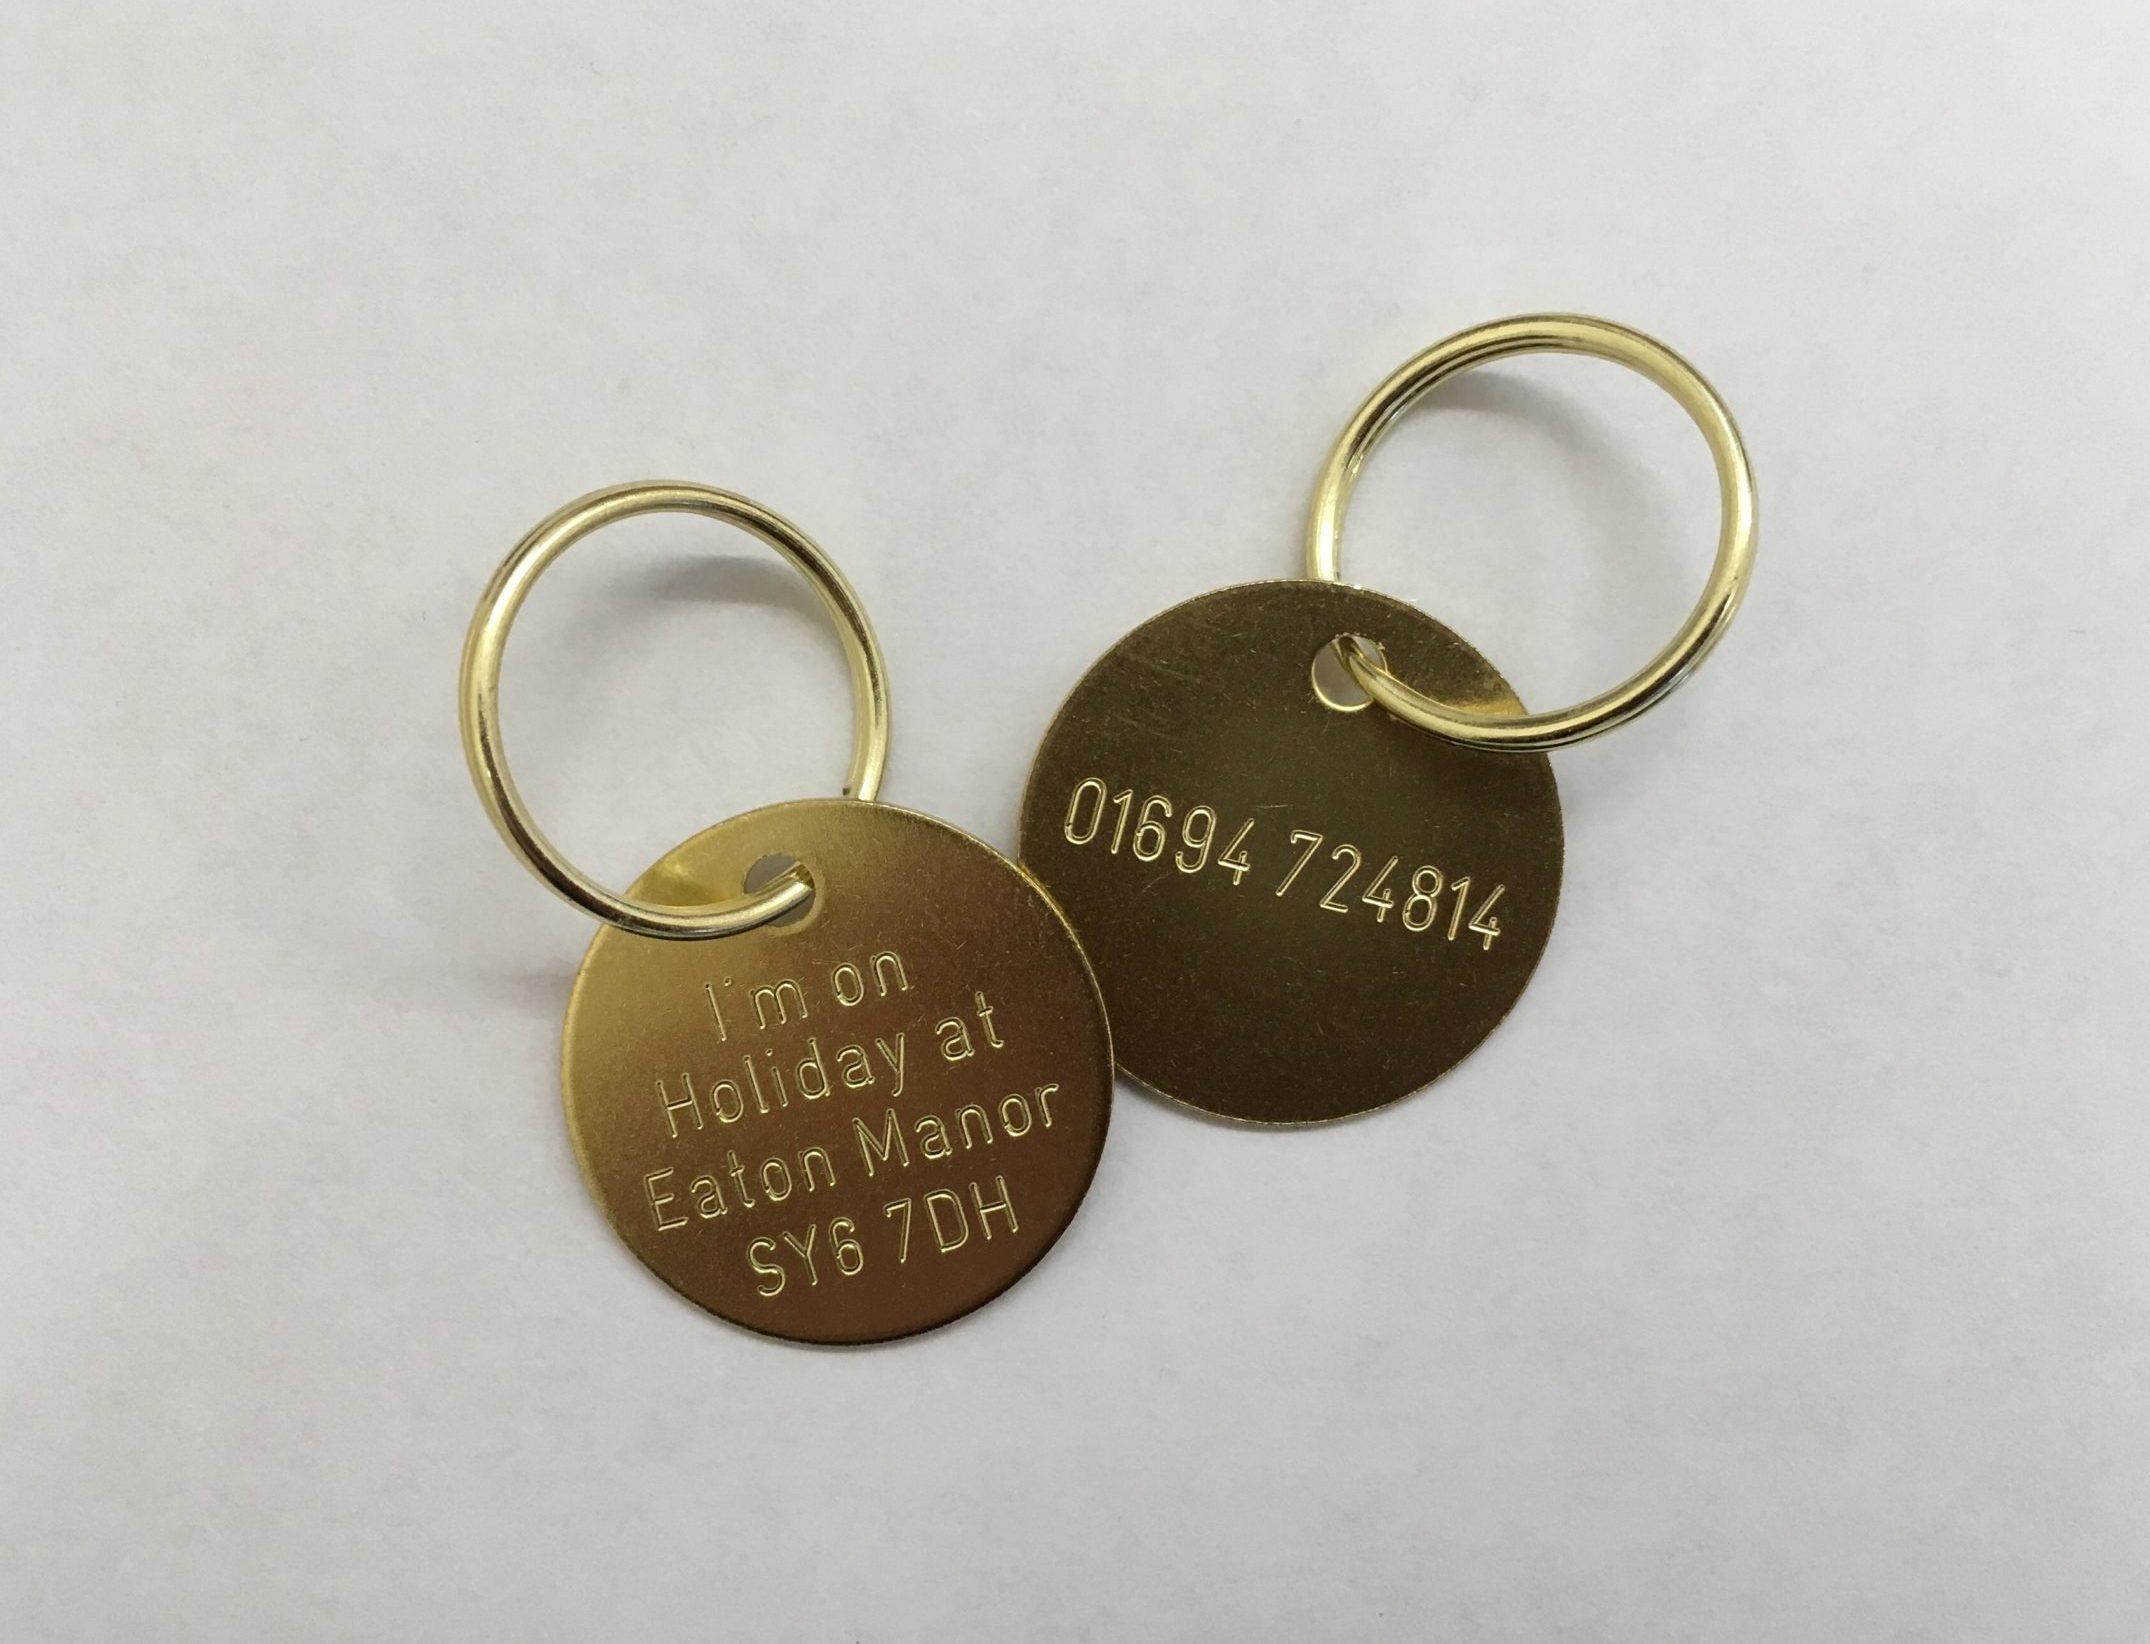 I'm on
Holiday at
Eaton Manor
SY6 7DH
01694 724814